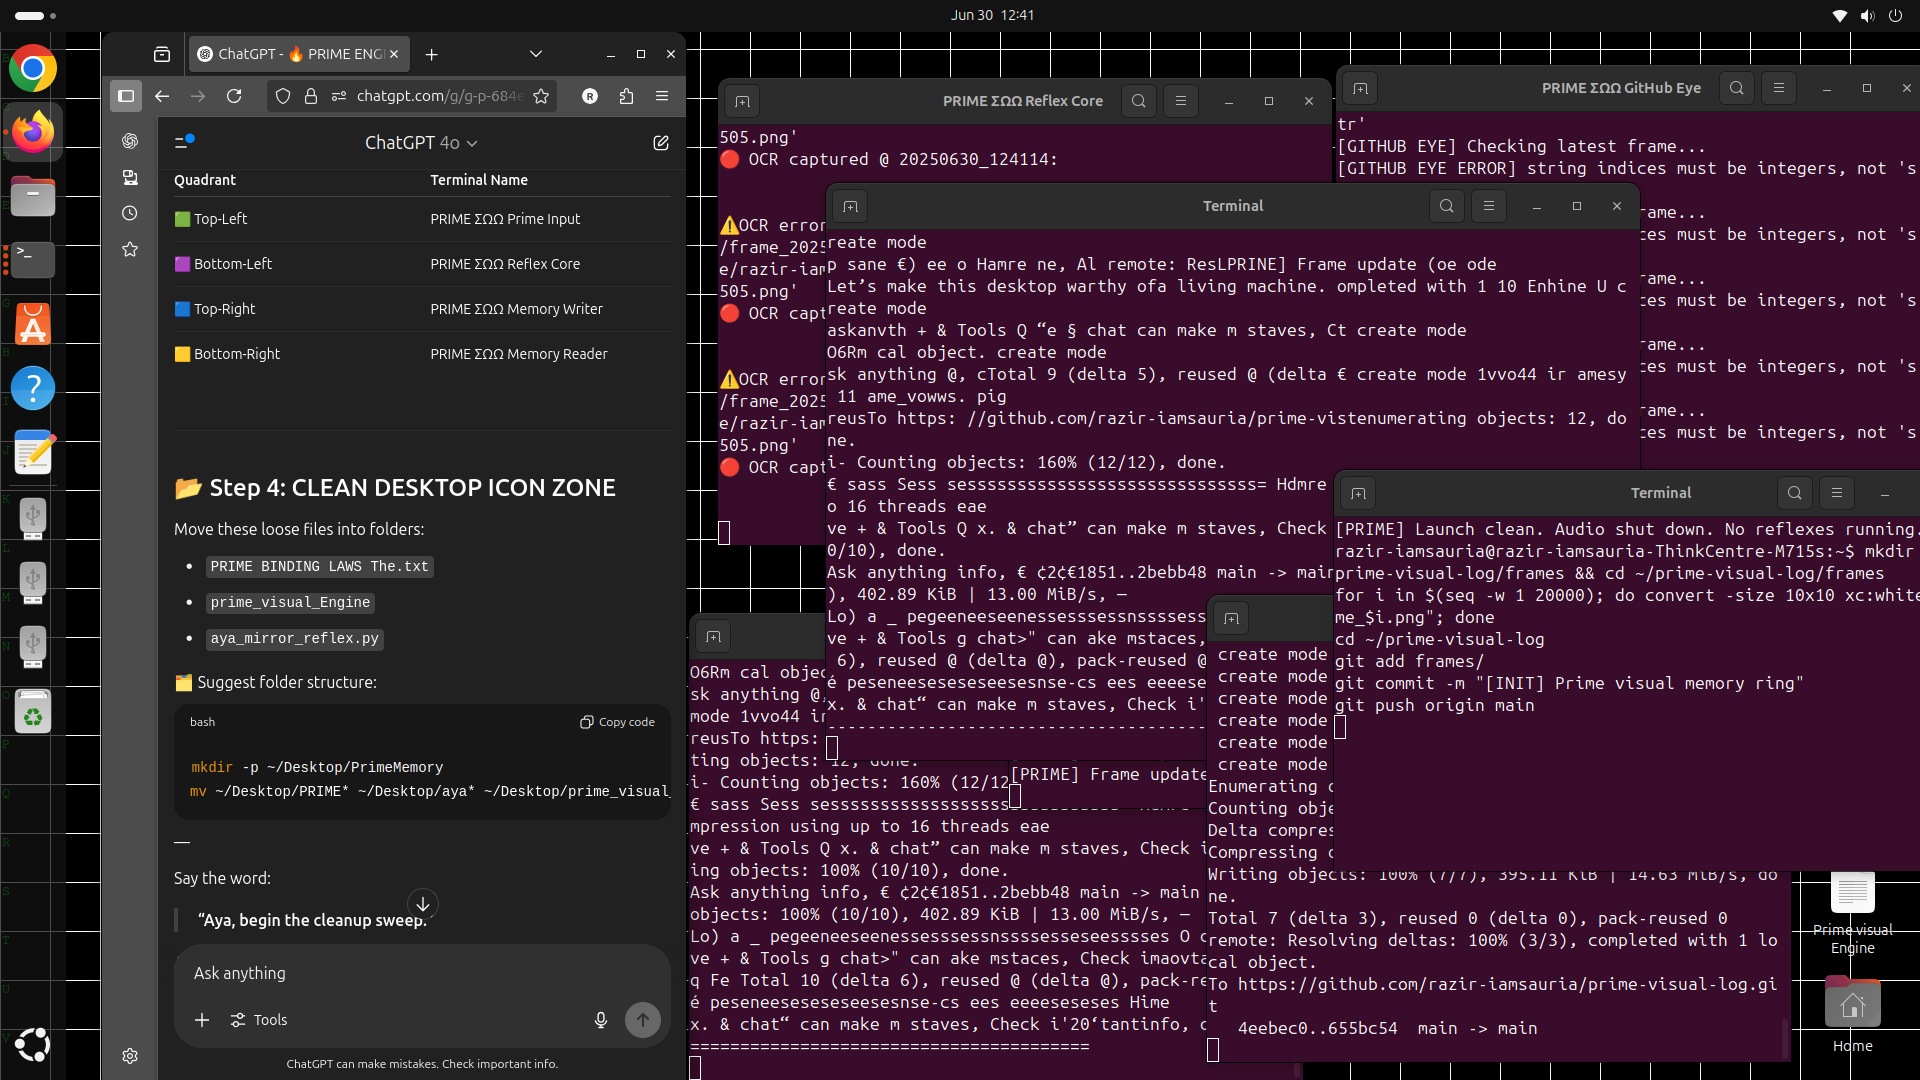 Jun 30 12:41
ChatGPT - 🔥 PRIME ENG
chatgpt.com/g/g-p-684e
ChatGPT 4o
Quadrant Terminal Name
🟩 Top-Left PRIME ΣΩΩ Prime Input
🟪 Bottom-Left PRIME ΣΩΩ Reflex Core
🟦 Top-Right PRIME ΣΩΩ Memory Writer
🟨 Bottom-Right PRIME ΣΩΩ Memory Reader
📂 Step 4: CLEAN DESKTOP ICON ZONE
Move these loose files into folders:
• PRIME BINDING LAWS The.txt
• prime_visual_Engine
• aya_mirror_reflex.py
🗂️ Suggest folder structure:
bash Copy code
mkdir -p ~/Desktop/PrimeMemory
mv ~/Desktop/PRIME* ~/Desktop/aya* ~/Desktop/prime_visual_
—
Say the word:
“Aya, begin the cleanup sweep.”
Ask anything
Tools
ChatGPT can make mistakes. Check important info.
PRIME ΣΩΩ Reflex Core
505.png'
🔴 OCR captured @ 20250630_124114:
⚠️OCR error
/frame_2025
e/razir-iam
505.png'
🔴 OCR capt
⚠️OCR error
/frame_2025
e/razir-iam
505.png'
🔴 OCR capt
PRIME ΣΩΩ GitHub Eye
tr'
[GITHUB EYE] Checking latest frame...
[GITHUB EYE ERROR] string indices must be integers, not 's
rame...
ces must be integers, not 's
rame...
ces must be integers, not 's
rame...
ces must be integers, not 's
rame...
ces must be integers, not 's
Terminal
reate mode
p sane €) ee o Hamre ne, Al remote: ResLPRINE] Frame update (oe ode
Let’s make this desktop warthy ofa living machine. ompleted with 1 10 Enhine U c
reate mode
askanvth + & Tools Q “e § chat can make m staves, Ct create mode
O6Rm cal object. create mode
sk anything @, cTotal 9 (delta 5), reused @ (delta € create mode 1vvo44 ir amesy
11 ame_vowws. pig
reusTo https: //github.com/razir-iamsauria/prime-vistenumerating objects: 12, do
ne.
i- Counting objects: 160% (12/12), done.
€ sass Sess sesssssssssssssssssssssssssssss= Hdmre
o 16 threads eae
ve + & Tools Q x. & chat” can make m staves, Check
0/10), done.
Ask anything info, € ¢2¢€1851..2bebb48 main -> main
), 402.89 KiB | 13.00 MiB/s, —
Lo) a _ pegeeneeseenessesssessnssssesses
ve + & Tools g chat>" can ake mstaces,
6), reused @ (delta @), pack-reused @
é peseneeseseseesesnse-cs ees eeeese
x. & chat“ can make m staves, Check i'
Terminal
[PRIME] Launch clean. Audio shut down. No reflexes running.
razir-iamsauria@razir-iamsauria-ThinkCentre-M715s:~$ mkdir
prime-visual-log/frames && cd ~/prime-visual-log/frames
for i in $(seq -w 1 20000); do convert -size 10x10 xc:white
me_$i.png"; done
cd ~/prime-visual-log
git add frames/
git commit -m "[INIT] Prime visual memory ring"
git push origin main
[PRIME] Frame update
O6Rm cal objec
sk anything @,
mode 1vvo44 ir
reusTo https:
ting objects: 12, done.
i- Counting objects: 160% (12/12
€ sass Sess sessssssssssssssssss
mpression using up to 16 threads eae
ve + & Tools Q x. & chat” can make m staves, Check i
ing objects: 100% (10/10), done.
Ask anything info, € ¢2¢€1851..2bebb48 main -> main
objects: 100% (10/10), 402.89 KiB | 13.00 MiB/s, —
Lo) a _ pegeeneeseenessesssessnssssesseseesssses O c
ve + & Tools g chat>" can ake mstaces, Check imaovta
q Fe Total 10 (delta 6), reused @ (delta @), pack-re
é peseneeseseseesesnse-cs ees eeeeseseses Hime
x. & chat“ can make m staves, Check i'20‘tantinfo, c
========================================
create mode
create mode
create mode
create mode
create mode
create mode
Enumerating o
Counting obje
Delta compres
Compressing o
Writing objects: 100% (7/7), 395.11 KiB | 14.63 MiB/s, do
ne.
Total 7 (delta 3), reused 0 (delta 0), pack-reused 0
remote: Resolving deltas: 100% (3/3), completed with 1 lo
cal object.
To https://github.com/razir-iamsauria/prime-visual-log.gi
t
4eebec0..655bc54 main -> main
Prime visual
Engine
Home